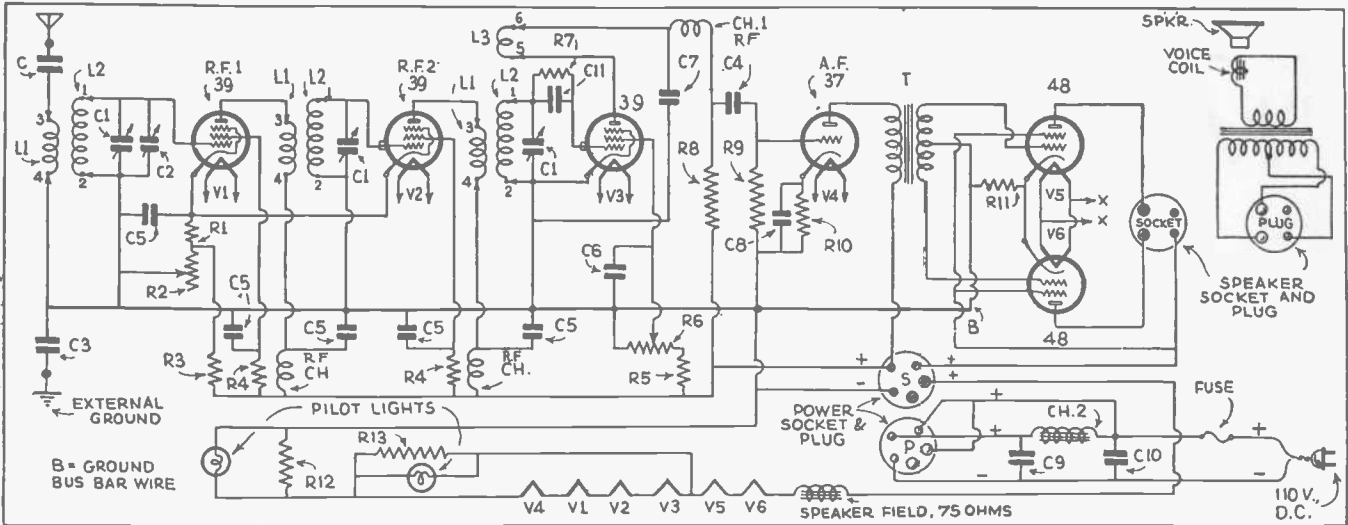 C
L1
3
4
L2
1
2
C1
C2
R.F.1
39
V1
C5
R1
R2
C5
R3
R4
C3
EXTERNAL
GROUND
L1
L2
3
4
1
2
C1
R.F.2
39
V2
RF
CH
C5
C5
R4
L1
L2
3
4
1
2
C1
L3
6
5
R7
C11
39
V3
RF
CH.
C5
C6
R6
R5
C7
CH.1
RF
C4
R8
R9
A.F.
37
V4
C8
R10
T
48
R11
V5
X
X
V6
48
B
SOCKET
SPKR.
VOICE
COIL
PLUG
SPEAKER
SOCKET AND
PLUG
PILOT LIGHTS
R13
R12
B = GROUND
BUS BAR WIRE
V4
V1
V2
V3
V5
V6
SPEAKER FIELD, 75 OHMS
+
-
S
+
+
POWER
SOCKET &
PLUG
P
+
+
-
CH.2
C9
C10
-
FUSE
+
-
110 V.,
D.C.